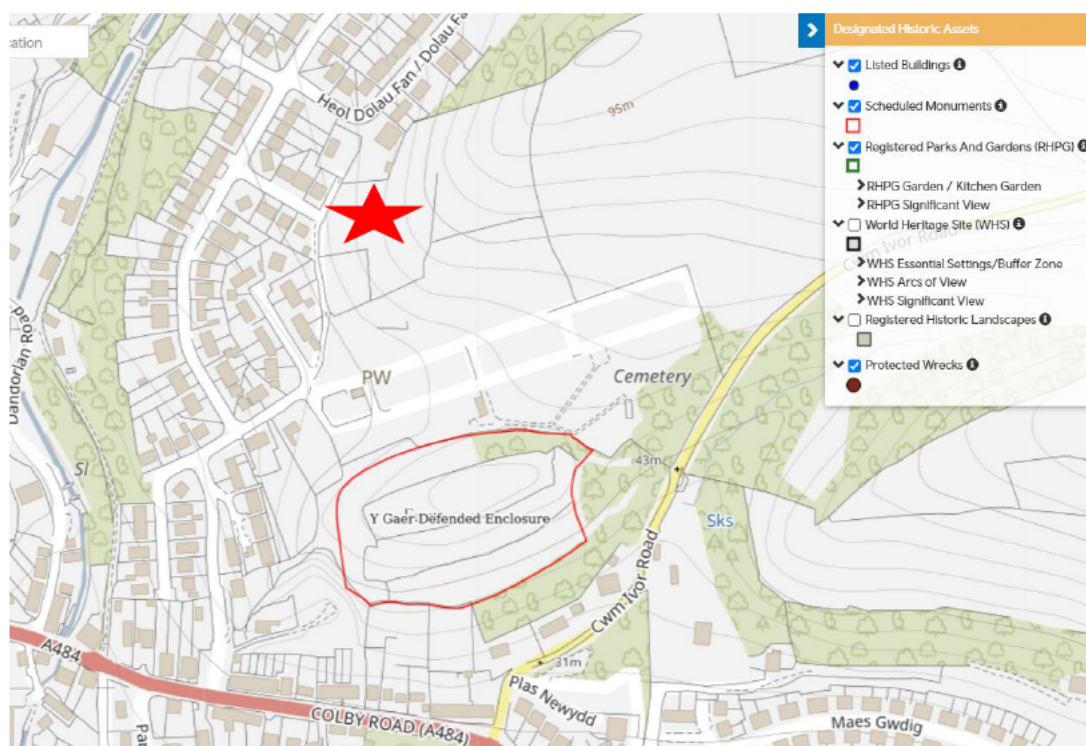 cation
Designated Historic Assets
Listed Buildings
Scheduled Monuments
Registered Parks And Gardens (RHPG)
RHPG Garden / Kitchen Garden
RHPG Significant View
World Heritage Site (WHS)
WHS Essential Settings/Buffer Zone
WHS Arcs of View
WHS Significant View
Registered Historic Landscapes
Protected Wrecks
Heol Dolau Fan / Dolau Fan
95m
Cwm Ivor Road
Dandorlan Road
PW
Cemetery
Sl
43m
Y Gaer Defended Enclosure
Sks
Cwm Ivor Road
A484
31m
Plas Newydd
COLBY ROAD (A484)
Maes Gwdig
Pa